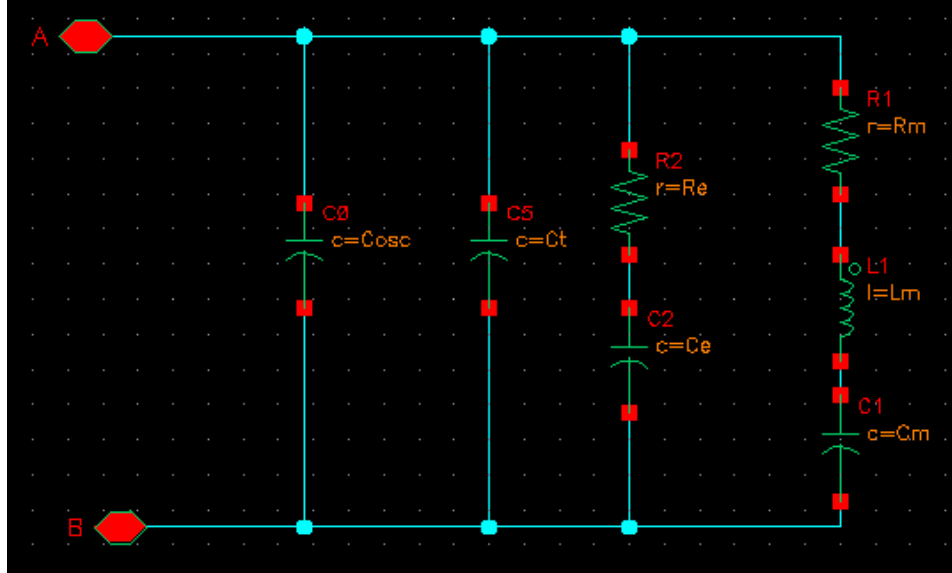 A
R1
r=Rm
R2
r=Re
C0
c=Cosc
C5
c=Ct
L1
l=Lm
C2
c=Ce
C1
c=Cm
B